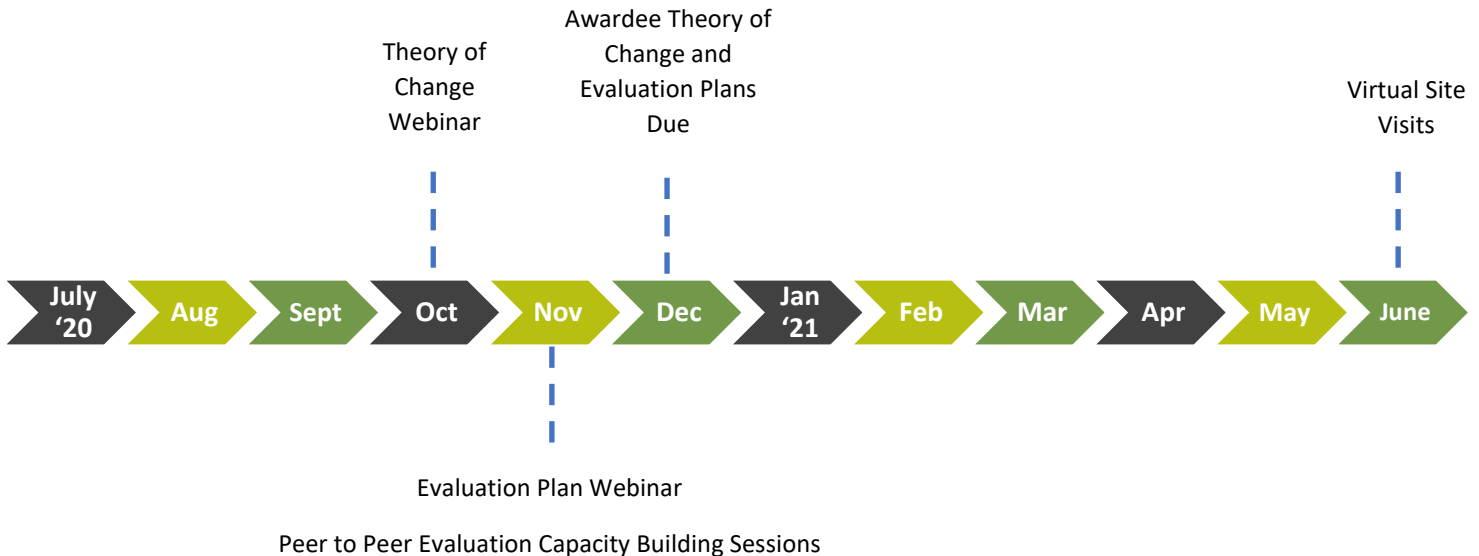 Theory of
Change
Webinar
Awardee Theory of
Change and
Evaluation Plans
Due
Virtual Site
Visits
July
‘20
Aug
Sept
Oct
Nov
Dec
Jan
‘21
Feb
Mar
Apr
May
June
Evaluation Plan Webinar
Peer to Peer Evaluation Capacity Building Sessions